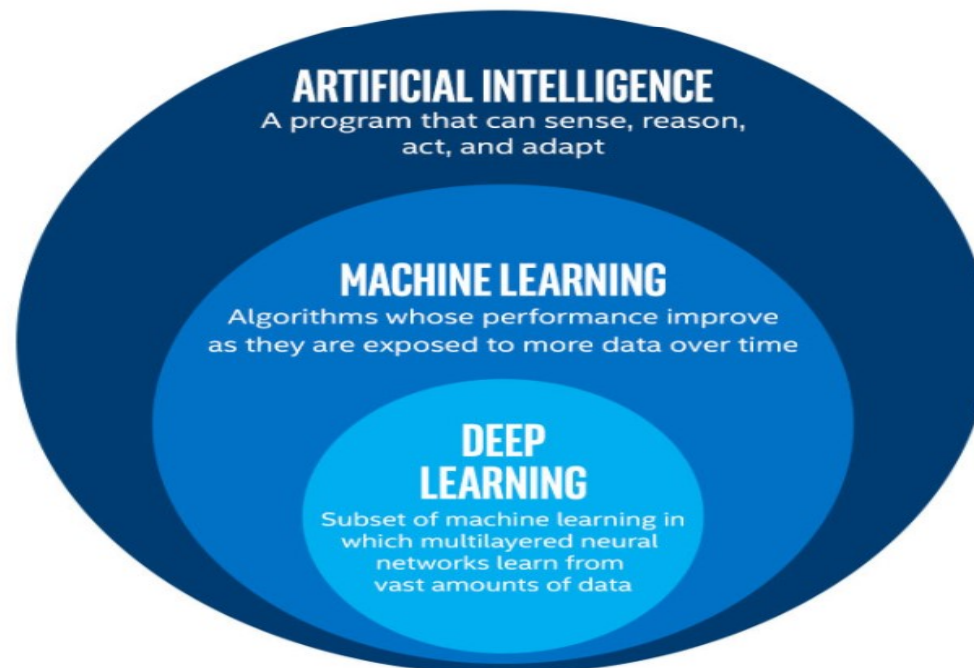 ARTIFICIAL INTELLIGENCE
A program that can sense, reason,
act, and adapt
MACHINE LEARNING
Algorithms whose performance improve
as they are exposed to more data over time
DEEP
LEARNING
Subset of machine learning in
which multilayered neural
networks learn from
vast amounts of data